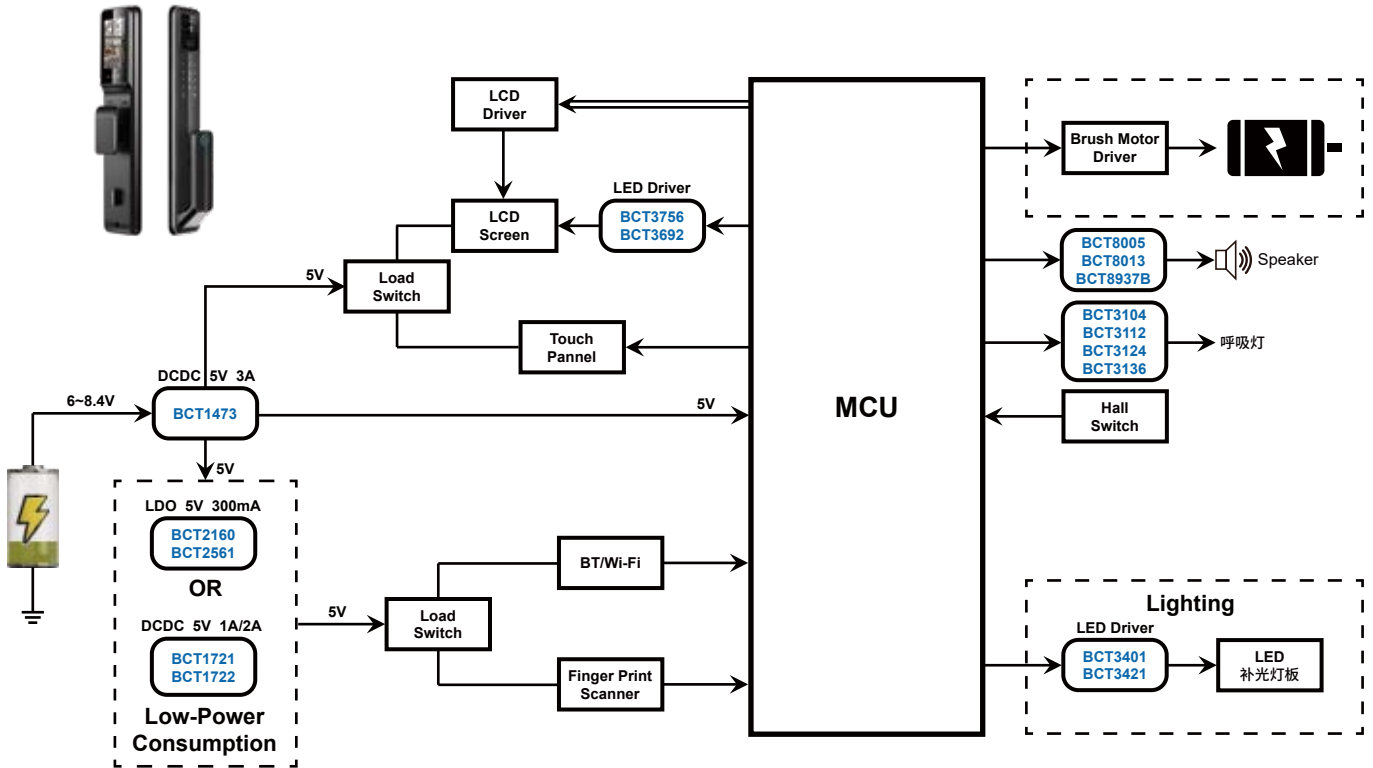 LCD
Driver
LCD
Screen
LED Driver
BCT3756
BCT3692
5V
Load
Switch
Touch
Pannel
DCDC 5V 3A
BCT1473
6~8.4V
5V
5V
LDO 5V 300mA
BCT2160
BCT2561
OR
DCDC 5V 1A/2A
BCT1721
BCT1722
Low-Power
Consumption
5V
Load
Switch
BT/Wi-Fi
Finger Print
Scanner
MCU
Brush Motor
Driver
BCT8005
BCT8013
BCT8937B
Speaker
BCT3104
BCT3112
BCT3124
BCT3136
呼吸灯
Hall
Switch
Lighting
LED Driver
BCT3401
BCT3421
LED
补光灯板